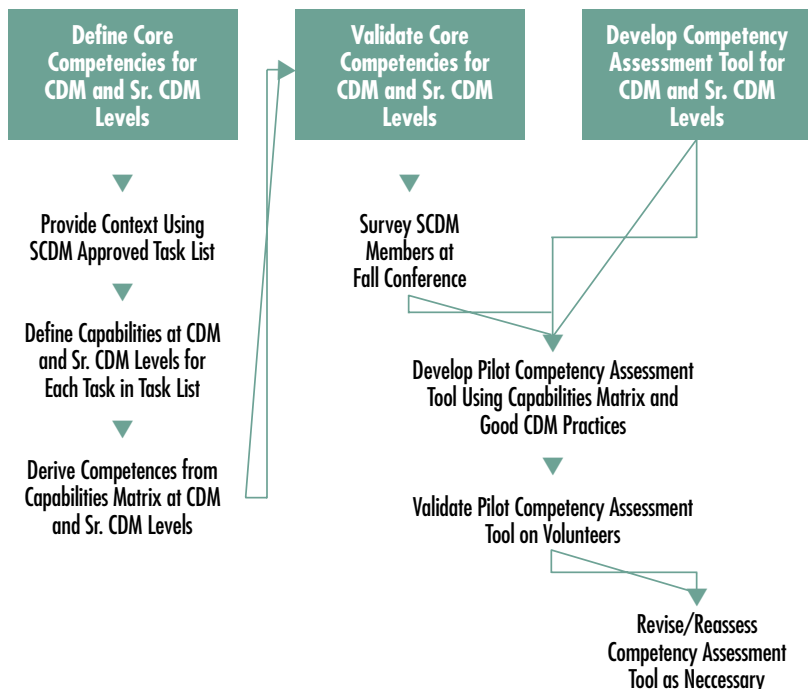 Define Core
Competencies for
CDM and Sr. CDM
Levels
Provide Context Using
SCDM Approved Task List
Define Capabilities at CDM
and Sr. CDM Levels for
Each Task in Task List
Derive Competences from
Capabilities Matrix at CDM
and Sr. CDM Levels
Validate Core
Competencies for
CDM and Sr. CDM
Levels
Survey SCDM
Members at
Fall Conference
Develop Competency
Assessment Tool for
CDM and Sr. CDM
Levels
Develop Pilot Competency Assessment
Tool Using Capabilities Matrix and
Good CDM Practices
Validate Pilot Competency Assessment
Tool on Volunteers
Revise/Reassess
Competency Assessment
Tool as Neccessary